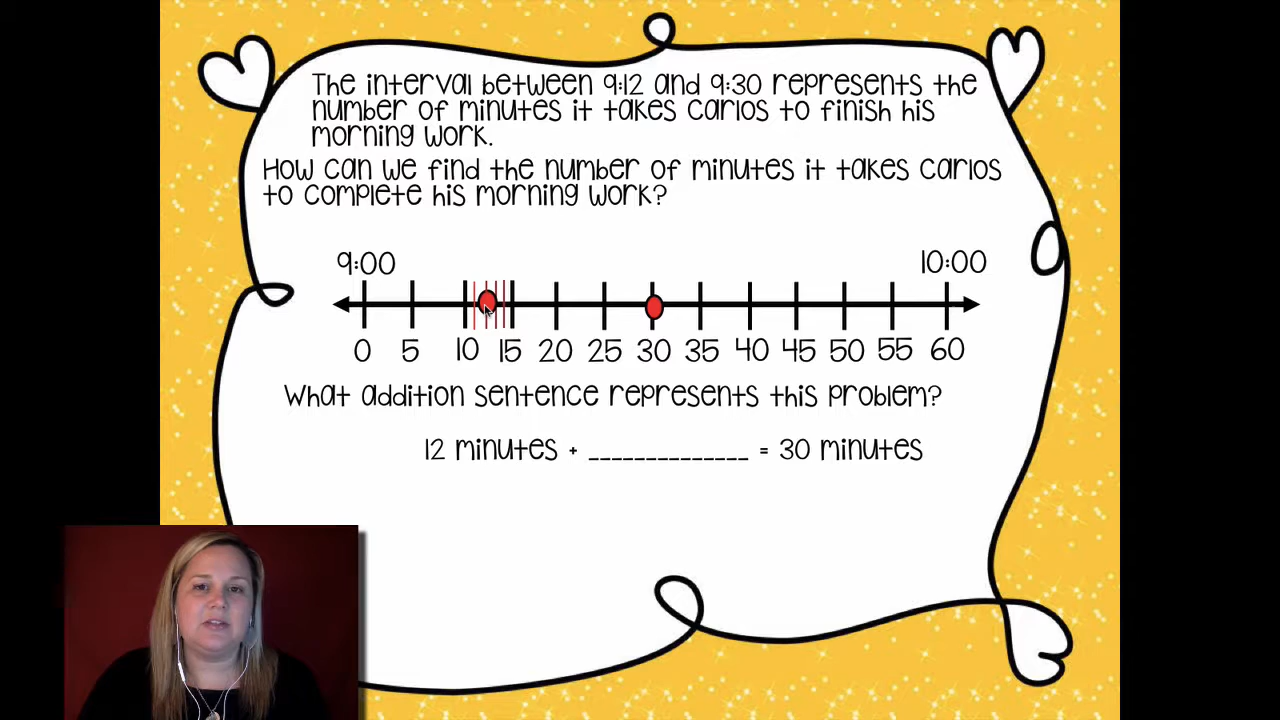 The interval between 9:12 and 9:30 represents the
number of minutes it takes Carlos to finish his
morning work.
How can we find the number of minutes it takes Carlos
to complete his morning work?
9:00 10:00
0 5 10 15 20 25 30 35 40 45 50 55 60
What addition sentence represents this problem?
12 minutes + ______________ = 30 minutes